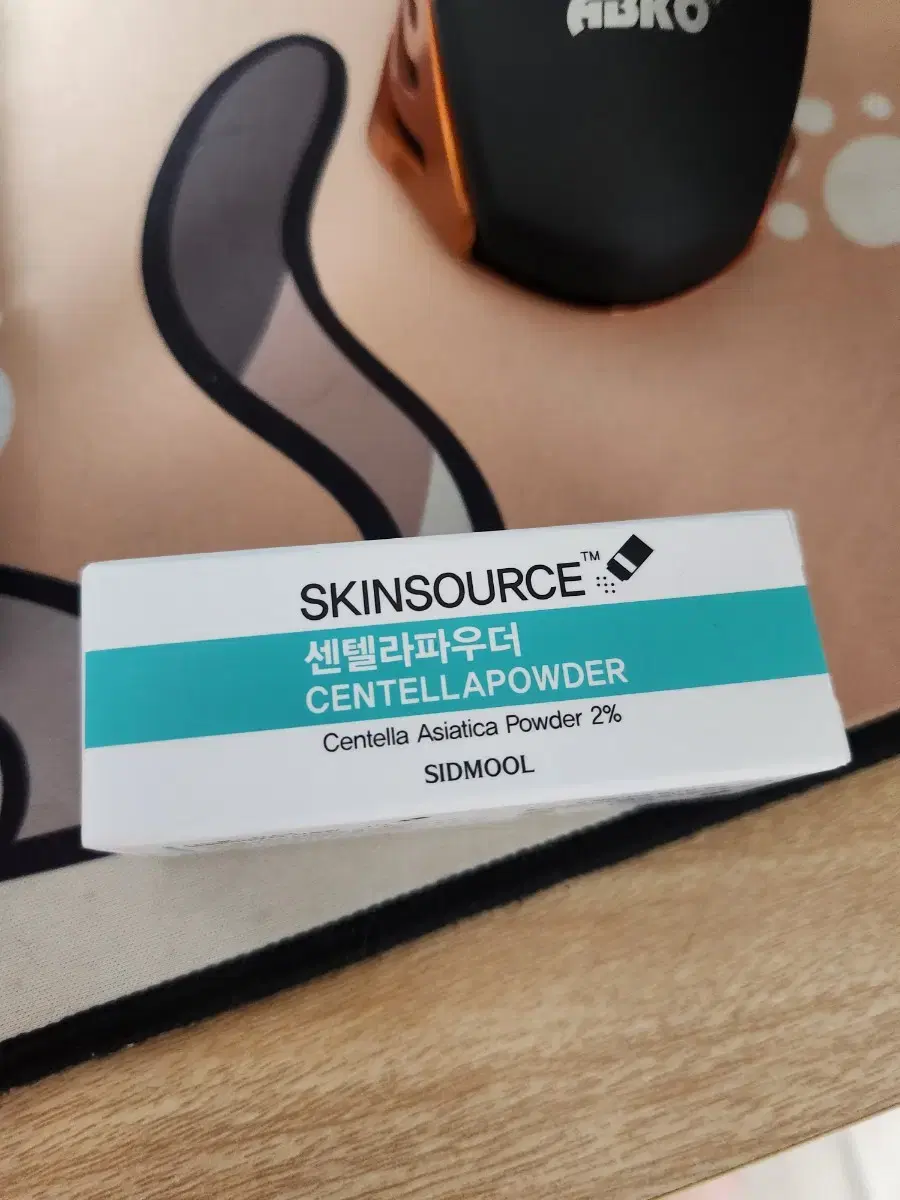 ABKO
SKINSOURCE™
센텔라파우더
CENTELLAPOWDER
Centella Asiatica Powder 2%
SIDMOOL